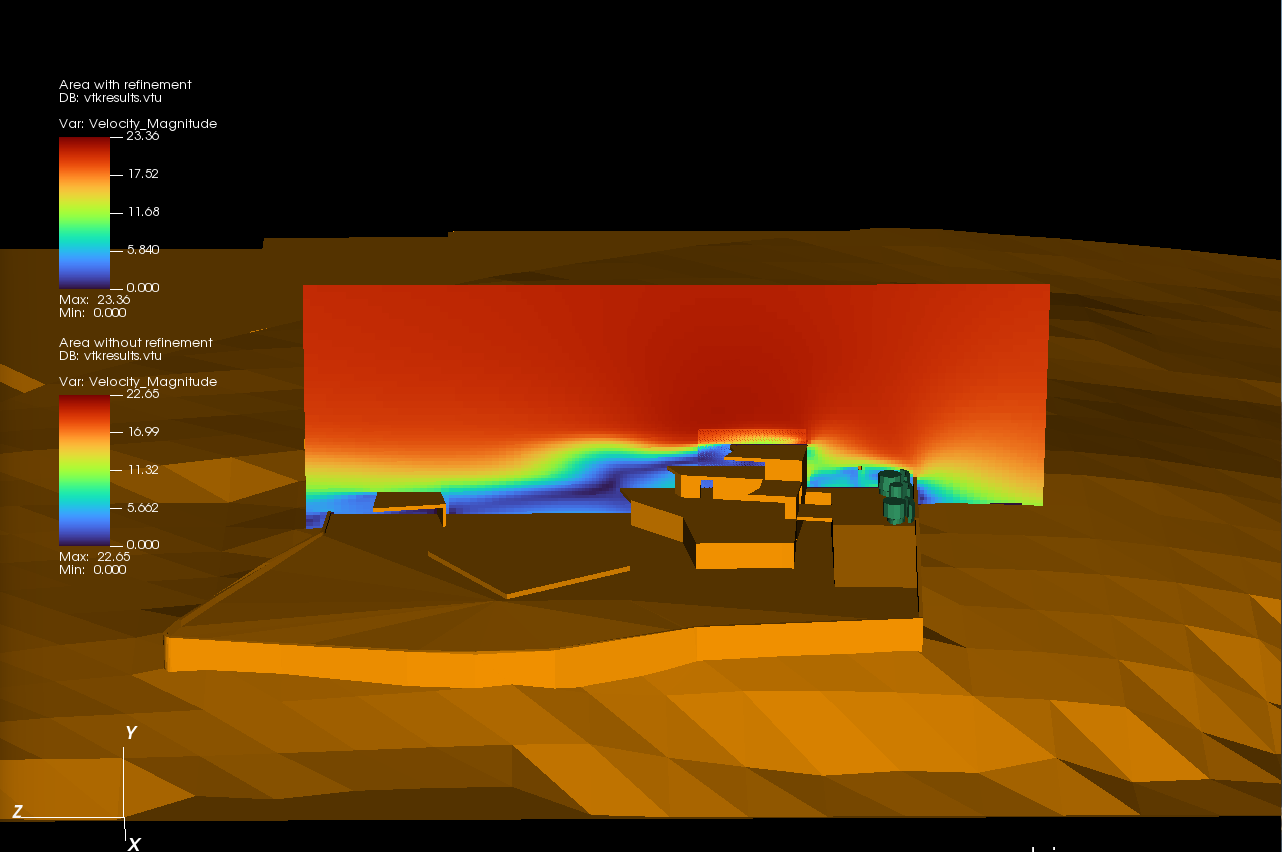 Area with refinement
DB: vtkresults.vtu
Var: Velocity_Magnitude
23.36
17.52
11.68
5.840
0.000
Max: 23.36
Min: 0.000
Area without refinement
DB: vtkresults.vtu
Var: Velocity_Magnitude
22.65
16.99
11.32
5.662
0.000
Max: 22.65
Min: 0.000
Y
Z
X